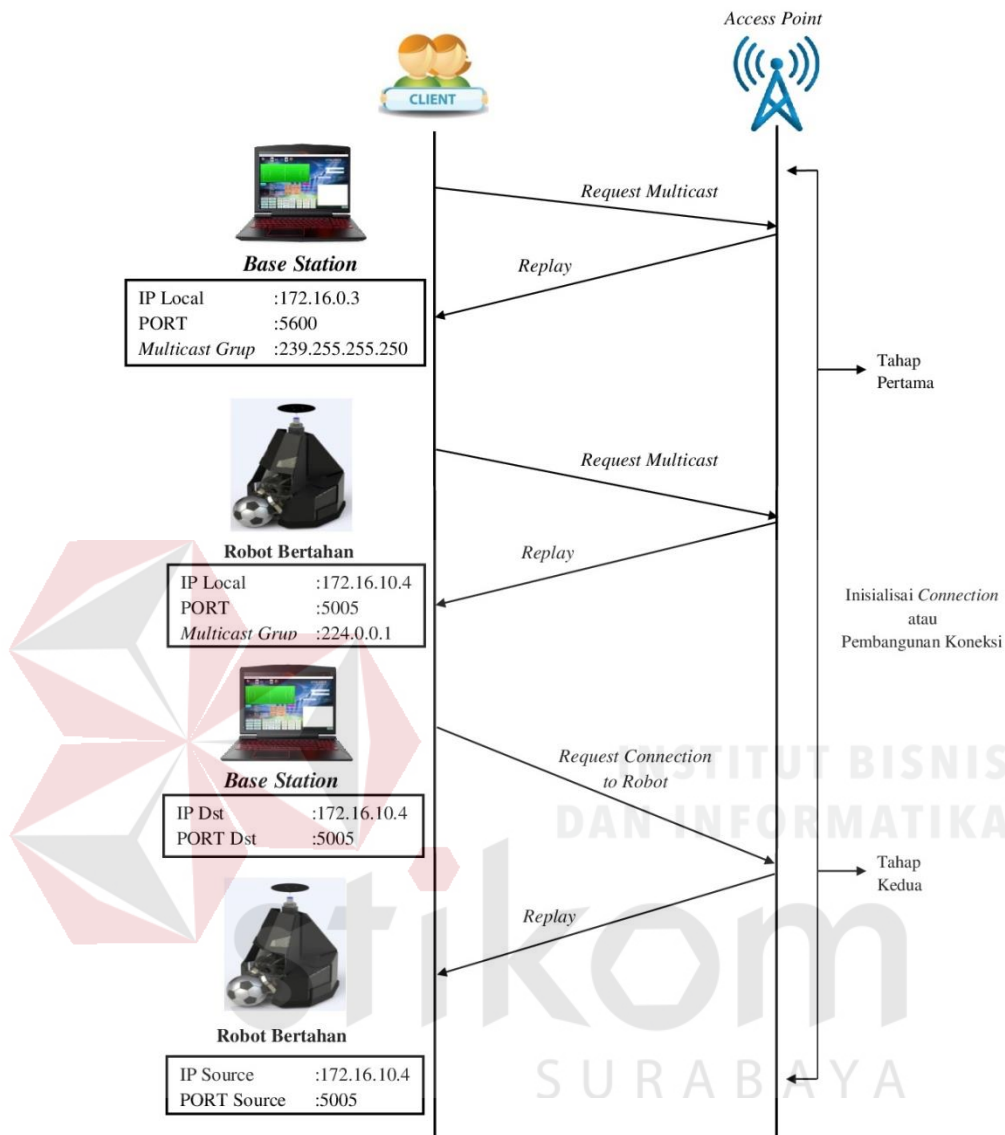 Access Point
CLIENT
Request Multicast
Base Station
Replay
IP Local :172.16.0.3
PORT :5600
Multicast Grup :239.255.255.250
Tahap
Pertama
Request Multicast
Robot Bertahan
Replay
IP Local :172.16.10.4
PORT :5005
Multicast Grup :224.0.0.1
Inisialisai Connection
atau
Pembangunan Koneksi
Request Connection
to Robot
INSTITUT BISNIS
DAN INFORMATIKA
Base Station
IP Dst :172.16.10.4
PORT Dst :5005
Tahap
Kedua
Replay
stikom
Robot Bertahan
IP Source :172.16.10.4
PORT Source :5005
SURABAYA